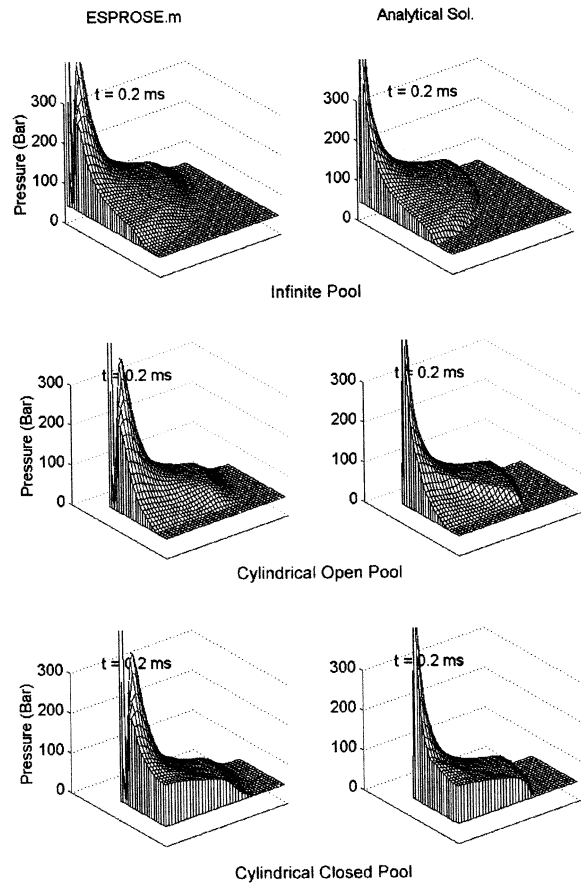 ESPROSE.m
Analytical Sol.
t = 0.2 ms
t = 0.2 ms
Pressure (Bar)
300
200
100
0
300
200
100
0
Infinite Pool
t = 0.2 ms
t = 0.2 ms
Pressure (Bar)
300
200
100
0
300
200
100
0
Cylindrical Open Pool
t = 0.2 ms
t = 0.2 ms
Pressure (Bar)
300
200
100
0
300
200
100
0
Cylindrical Closed Pool